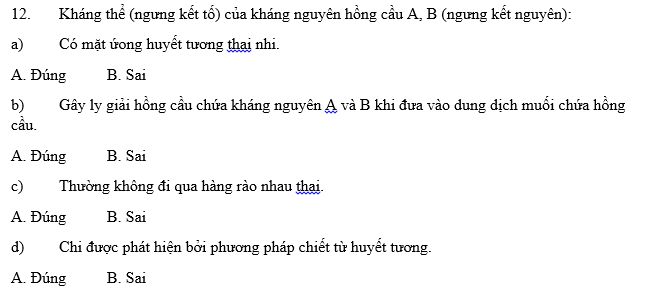 12. Kháng thể (ngưng kết tố) của kháng nguyên hồng cầu A, B (ngưng kết nguyên):
a) Có mặt ứong huyết tương thai nhi.
A. Đúng B. Sai
b) Gây ly giải hồng cầu chứa kháng nguyên A và B khi đưa vào dung dịch muối chứa hồng
cầu.
A. Đúng B. Sai
c) Thường không đi qua hàng rào nhau thai.
A. Đúng B. Sai
d) Chi được phát hiện bởi phương pháp chiết từ huyết tương.
A. Đúng B. Sai